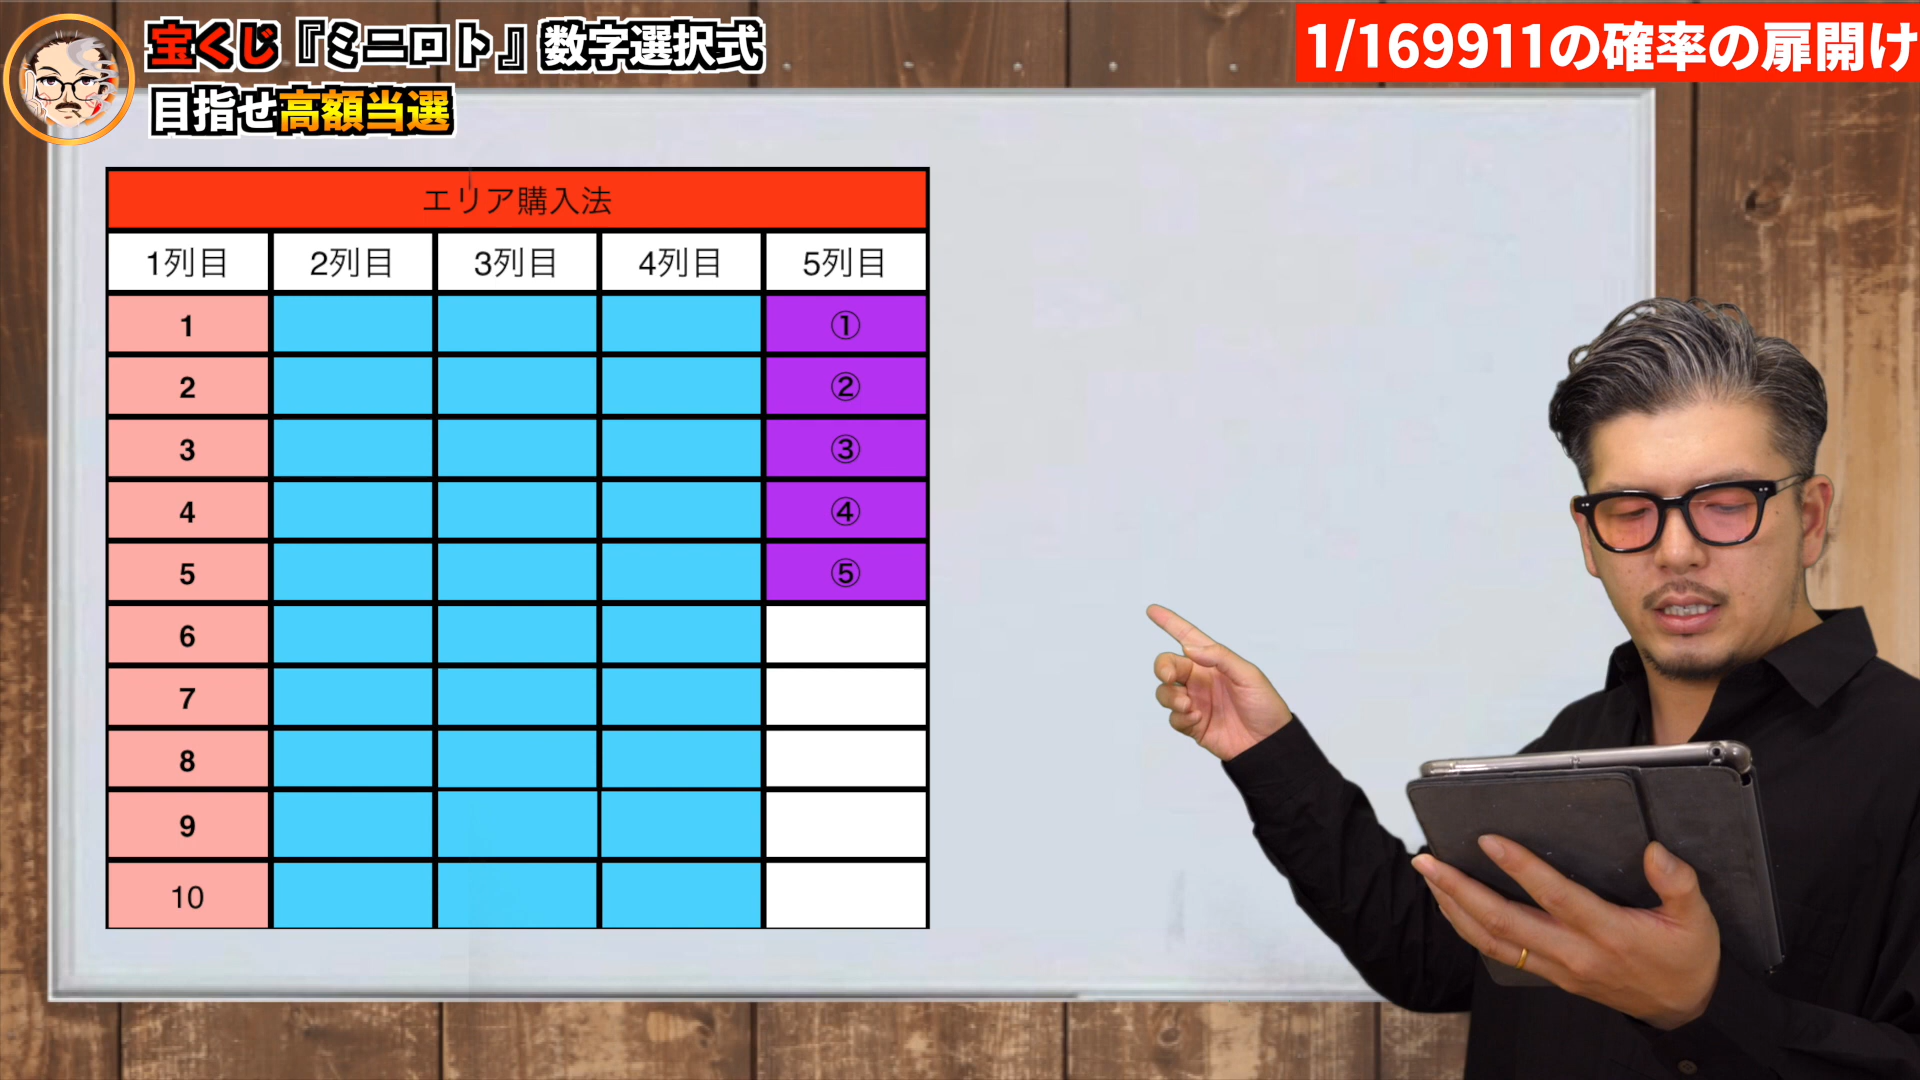 宝くじ『ミニロト』数字選択式
目指せ高額当選
1/169911の確率の扉開け
エリア購入法
1列目 2列目 3列目 4列目 5列目
1 ①
2 ②
3 ③
4 ④
5 ⑤
6
7
8
9
10